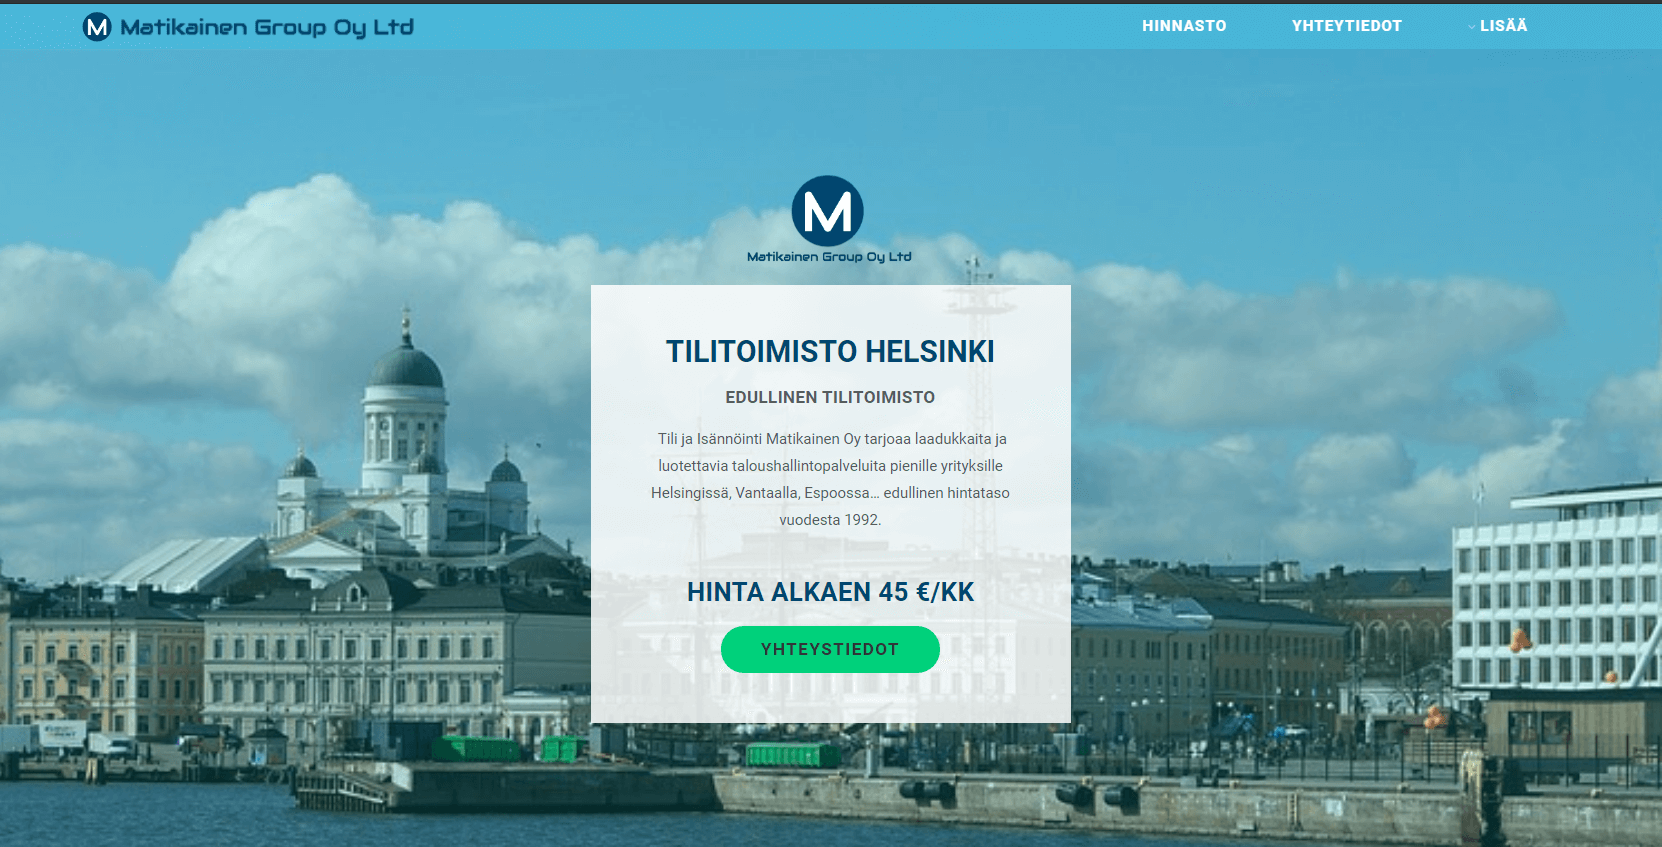 Matikainen Group Oy Ltd
HINNASTO
YHTEYTIEDOT
LISÄÄ
M
Matikainen Group Oy Ltd
TILITOIMISTO HELSINKI
EDULLINEN TILITOIMISTO
Tili ja Isännöinti Matikainen Oy tarjoaa laadukkaita ja
luotettavia taloushallintopalveluita pienille yrityksille
Helsingissä, Vantaalla, Espoossa... edullinen hintataso
vuodesta 1992.
HINTA ALKAEN 45 €/KK
YHTEYSTIEDOT